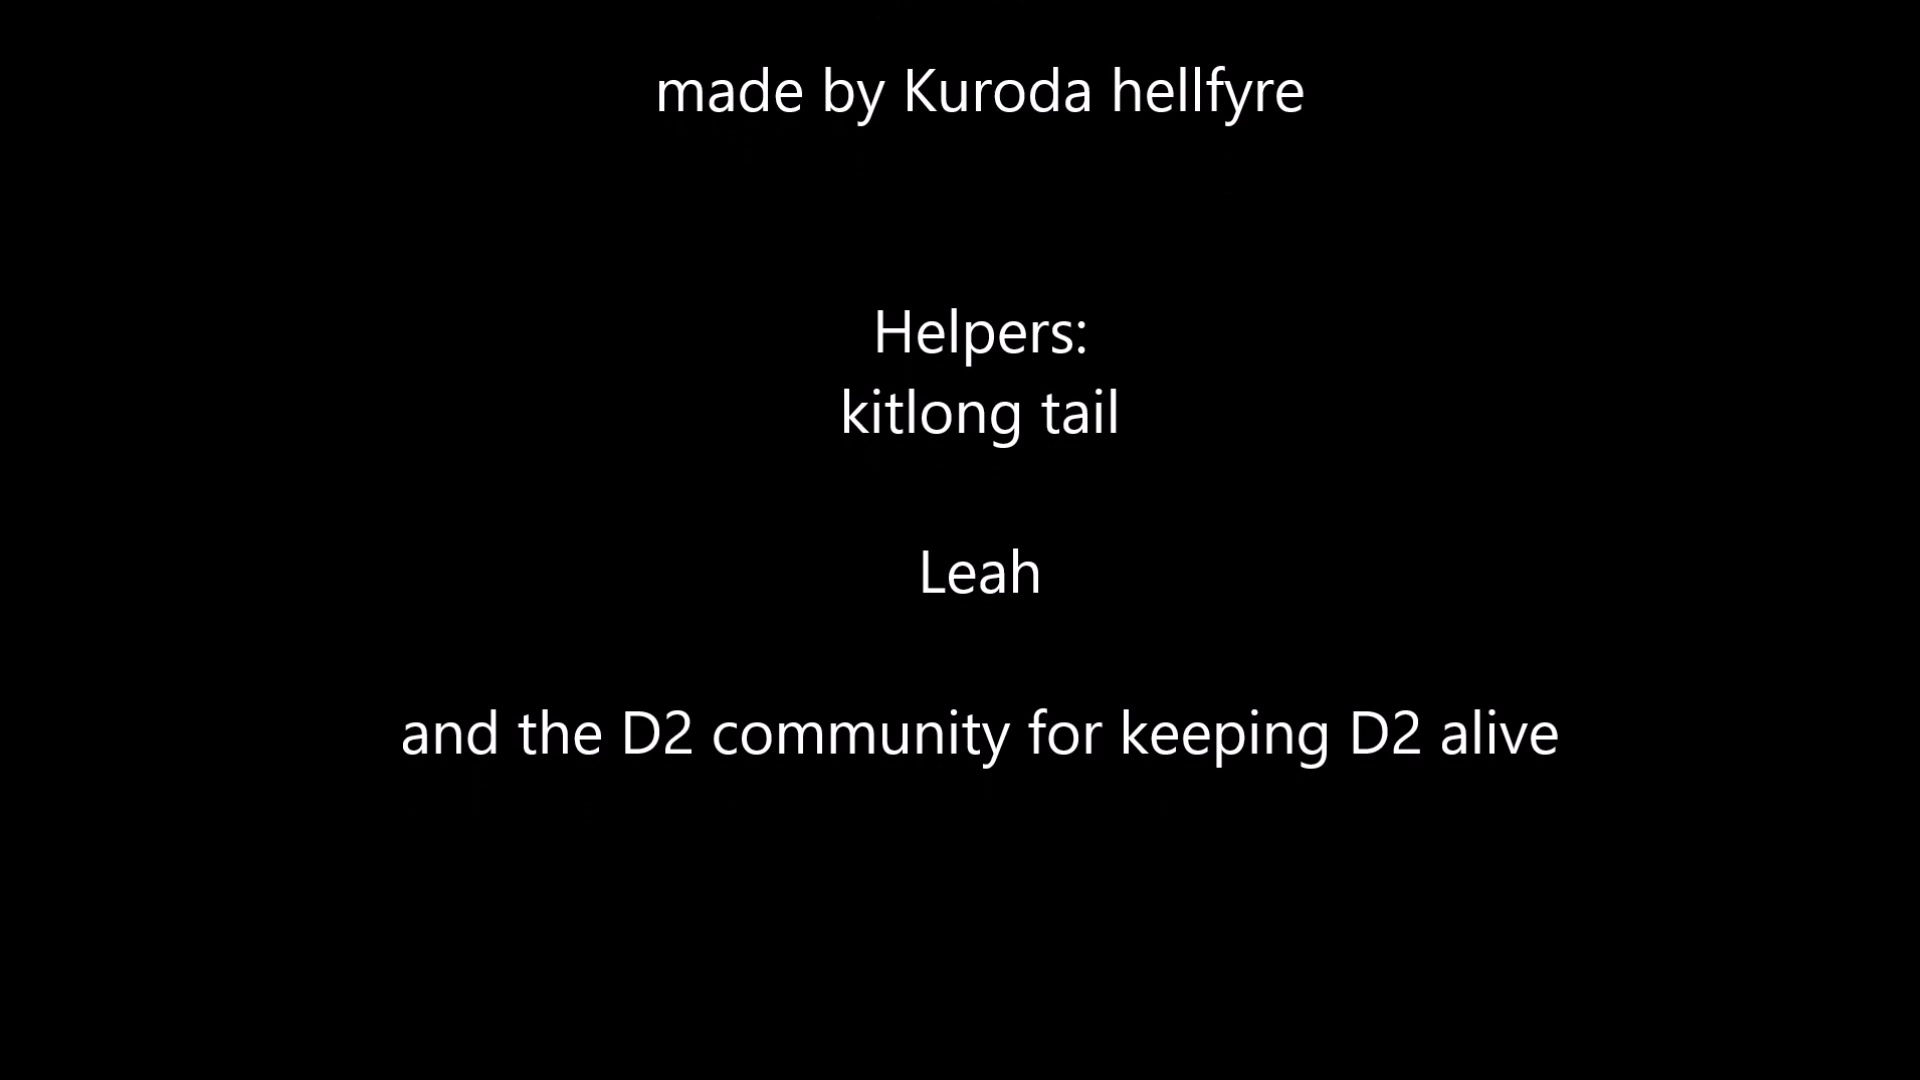 made by Kuroda hellfyre
Helpers:
kitlong tail
Leah
and the D2 community for keeping D2 alive